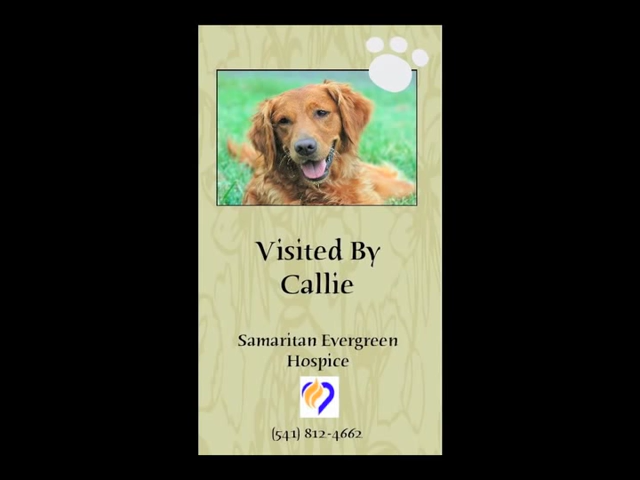 Visited By
Callie
Samaritan Evergreen
Hospice
(541) 812-4662